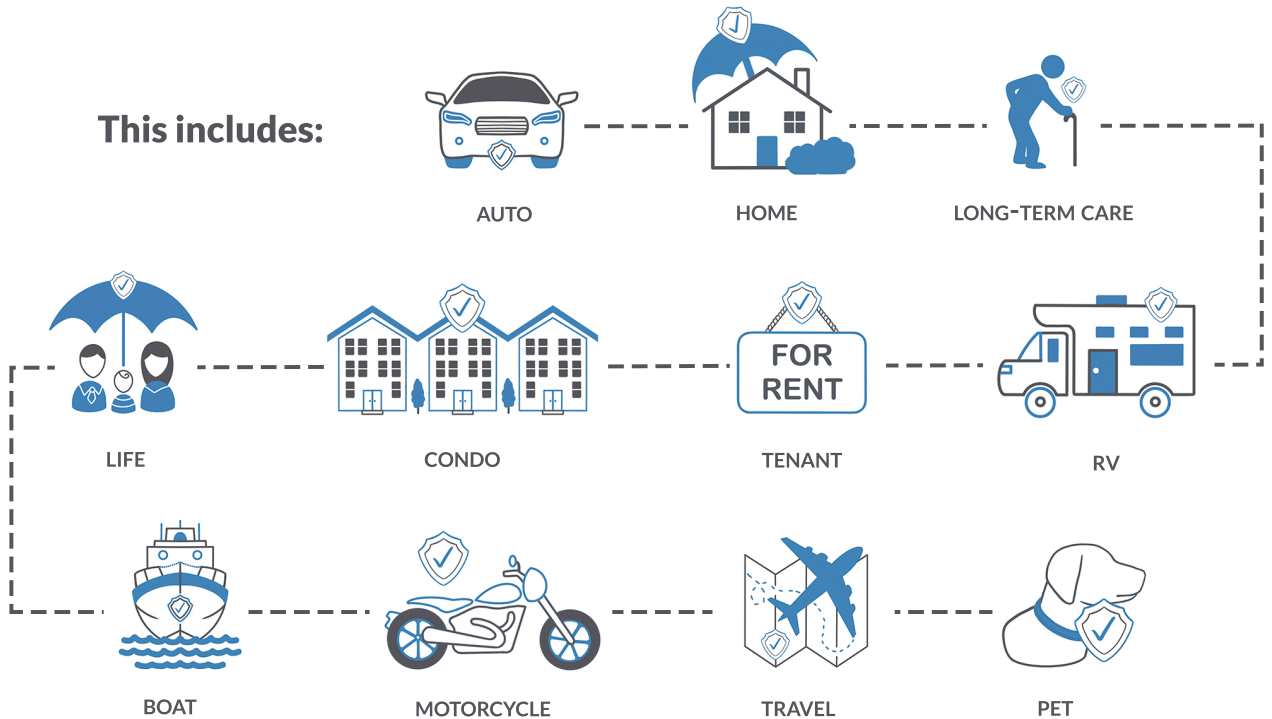 This includes:
AUTO
HOME
LONG-TERM CARE
LIFE
CONDO
FOR
RENT
TENANT
RV
BOAT
MOTORCYCLE
TRAVEL
PET